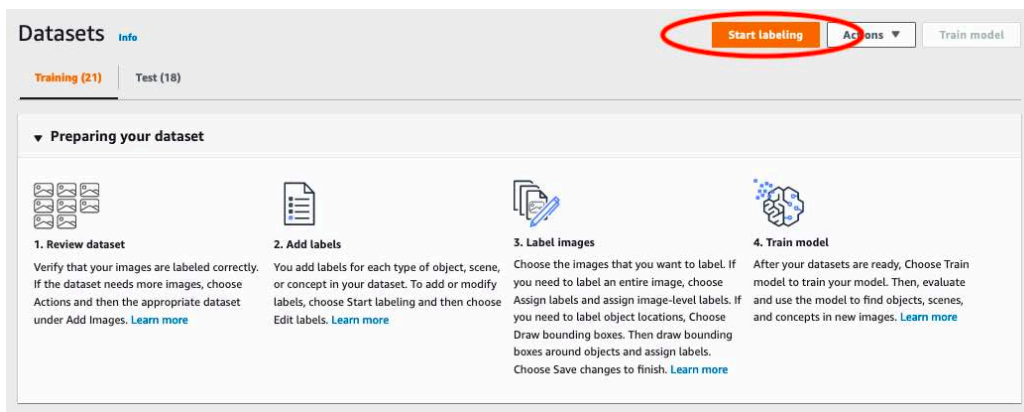 Datasets Info
Start labeling
Actions ▼
Train model
Training (21)
Test (18)
▼ Preparing your dataset
1. Review dataset
Verify that your images are labeled correctly.
If the dataset needs more images, choose
Actions and then the appropriate dataset
under Add Images. Learn more
2. Add labels
You add labels for each type of object, scene,
or concept in your dataset. To add or modify
labels, choose Start labeling and then choose
Edit labels. Learn more
3. Label images
Choose the images that you want to label. If
you need to label an entire image, choose
Assign labels and assign image-level labels. If
you need to label object locations, Choose
Draw bounding boxes. Then draw bounding
boxes around objects and assign labels.
Choose Save changes to finish. Learn more
4. Train model
After your datasets are ready, Choose Train
model to train your model. Then, evaluate
and use the model to find objects, scenes,
and concepts in new images. Learn more